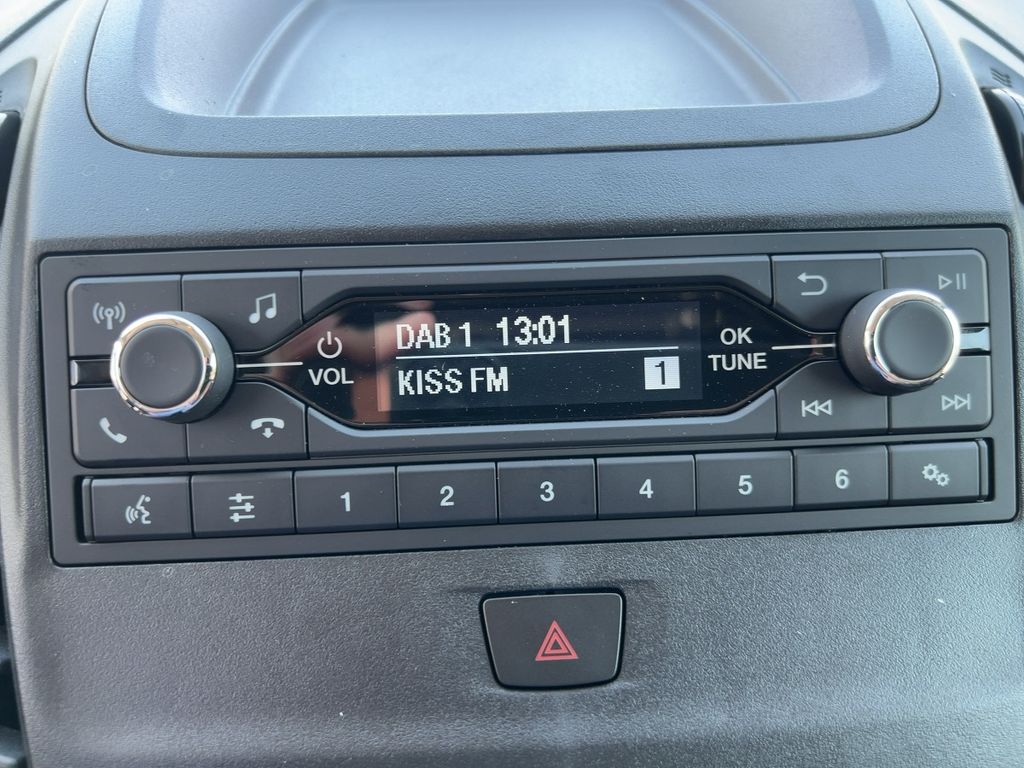 DAB 1 13:01
KISS FM 1
VOL
OK
TUNE
1 2 3 4 5 6